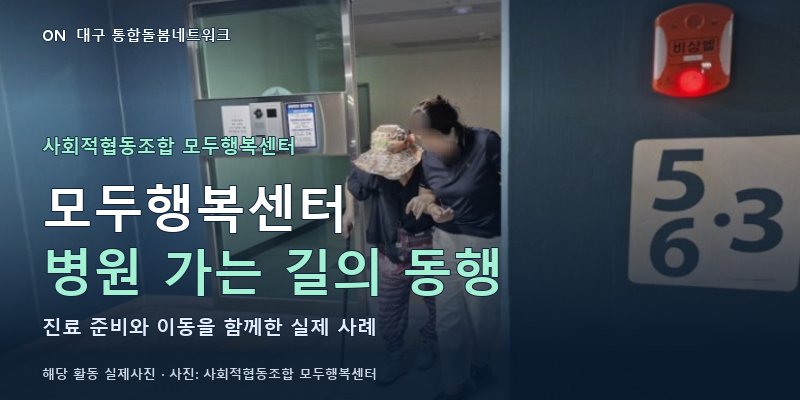 ON 대구 통합돌봄네트워크
비상벨
사회적협동조합 모두행복센터
5
6·3
모두행복센터
병원 가는 길의 동행
진료 준비와 이동을 함께한 실제 사례
해당 활동 실제사진 · 사진: 사회적협동조합 모두행복센터